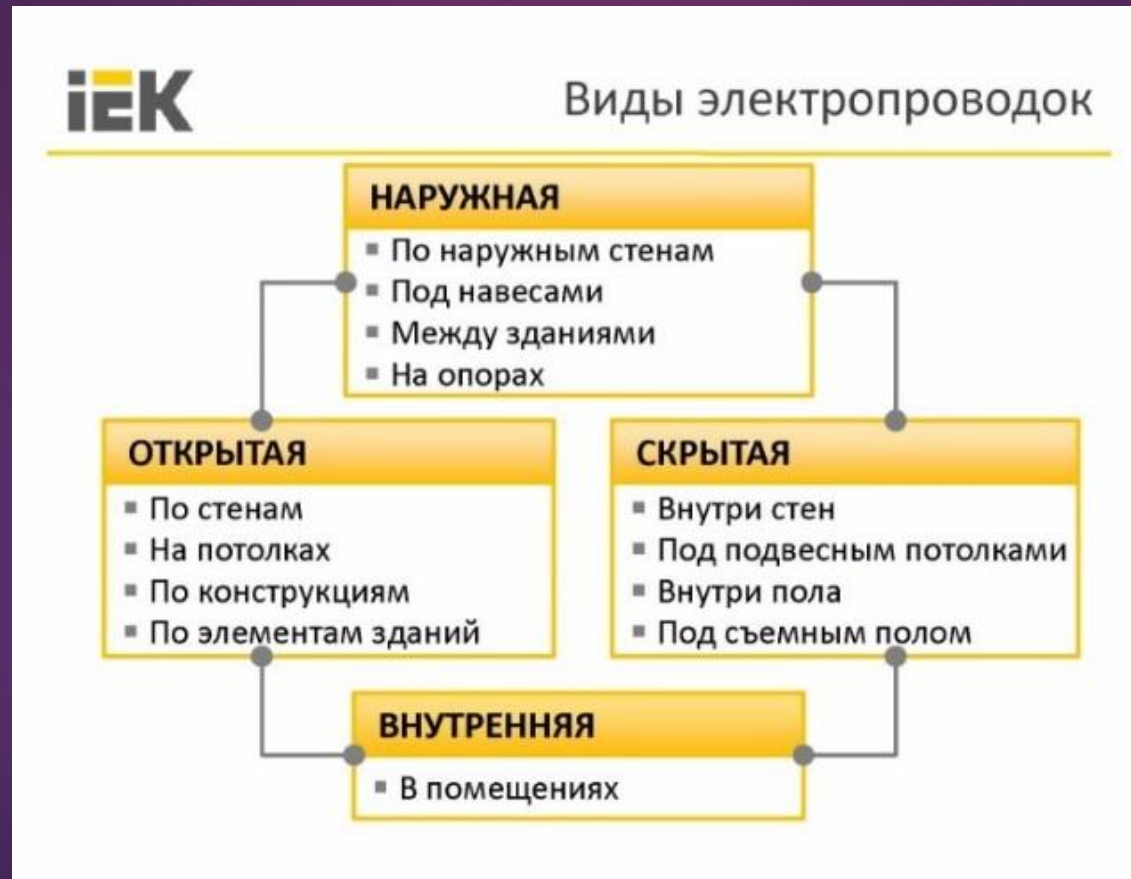 iEK
Виды электропроводок
НАРУЖНАЯ
По наружным стенам
Под навесами
Между зданиями
На опорах
ОТКРЫТАЯ
По стенам
На потолках
По конструкциям
По элементам зданий
СКРЫТАЯ
Внутри стен
Под подвесным потолками
Внутри пола
Под съемным полом
ВНУТРЕННЯЯ
В помещениях